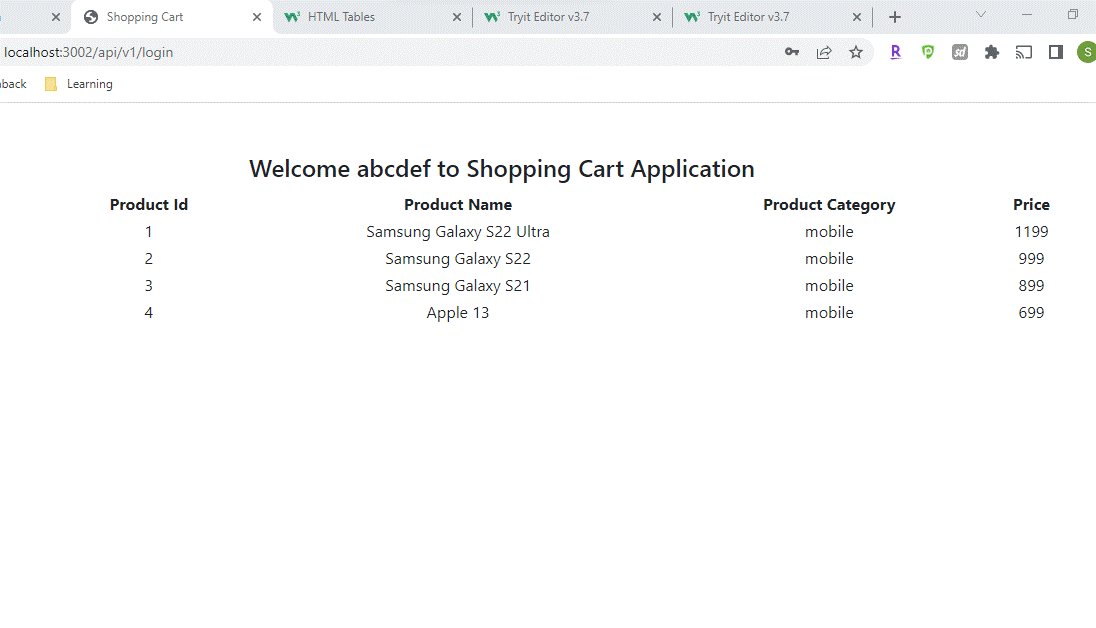 Shopping Cart HTML Tables Tryit Editor v3.7 Tryit Editor v3.7
localhost:3002/api/v1/login R sd S
back Learning
Welcome abcdef to Shopping Cart Application
Product Id Product Name Product Category Price
1 Samsung Galaxy S22 Ultra mobile 1199
2 Samsung Galaxy S22 mobile 999
3 Samsung Galaxy S21 mobile 899
4 Apple 13 mobile 699